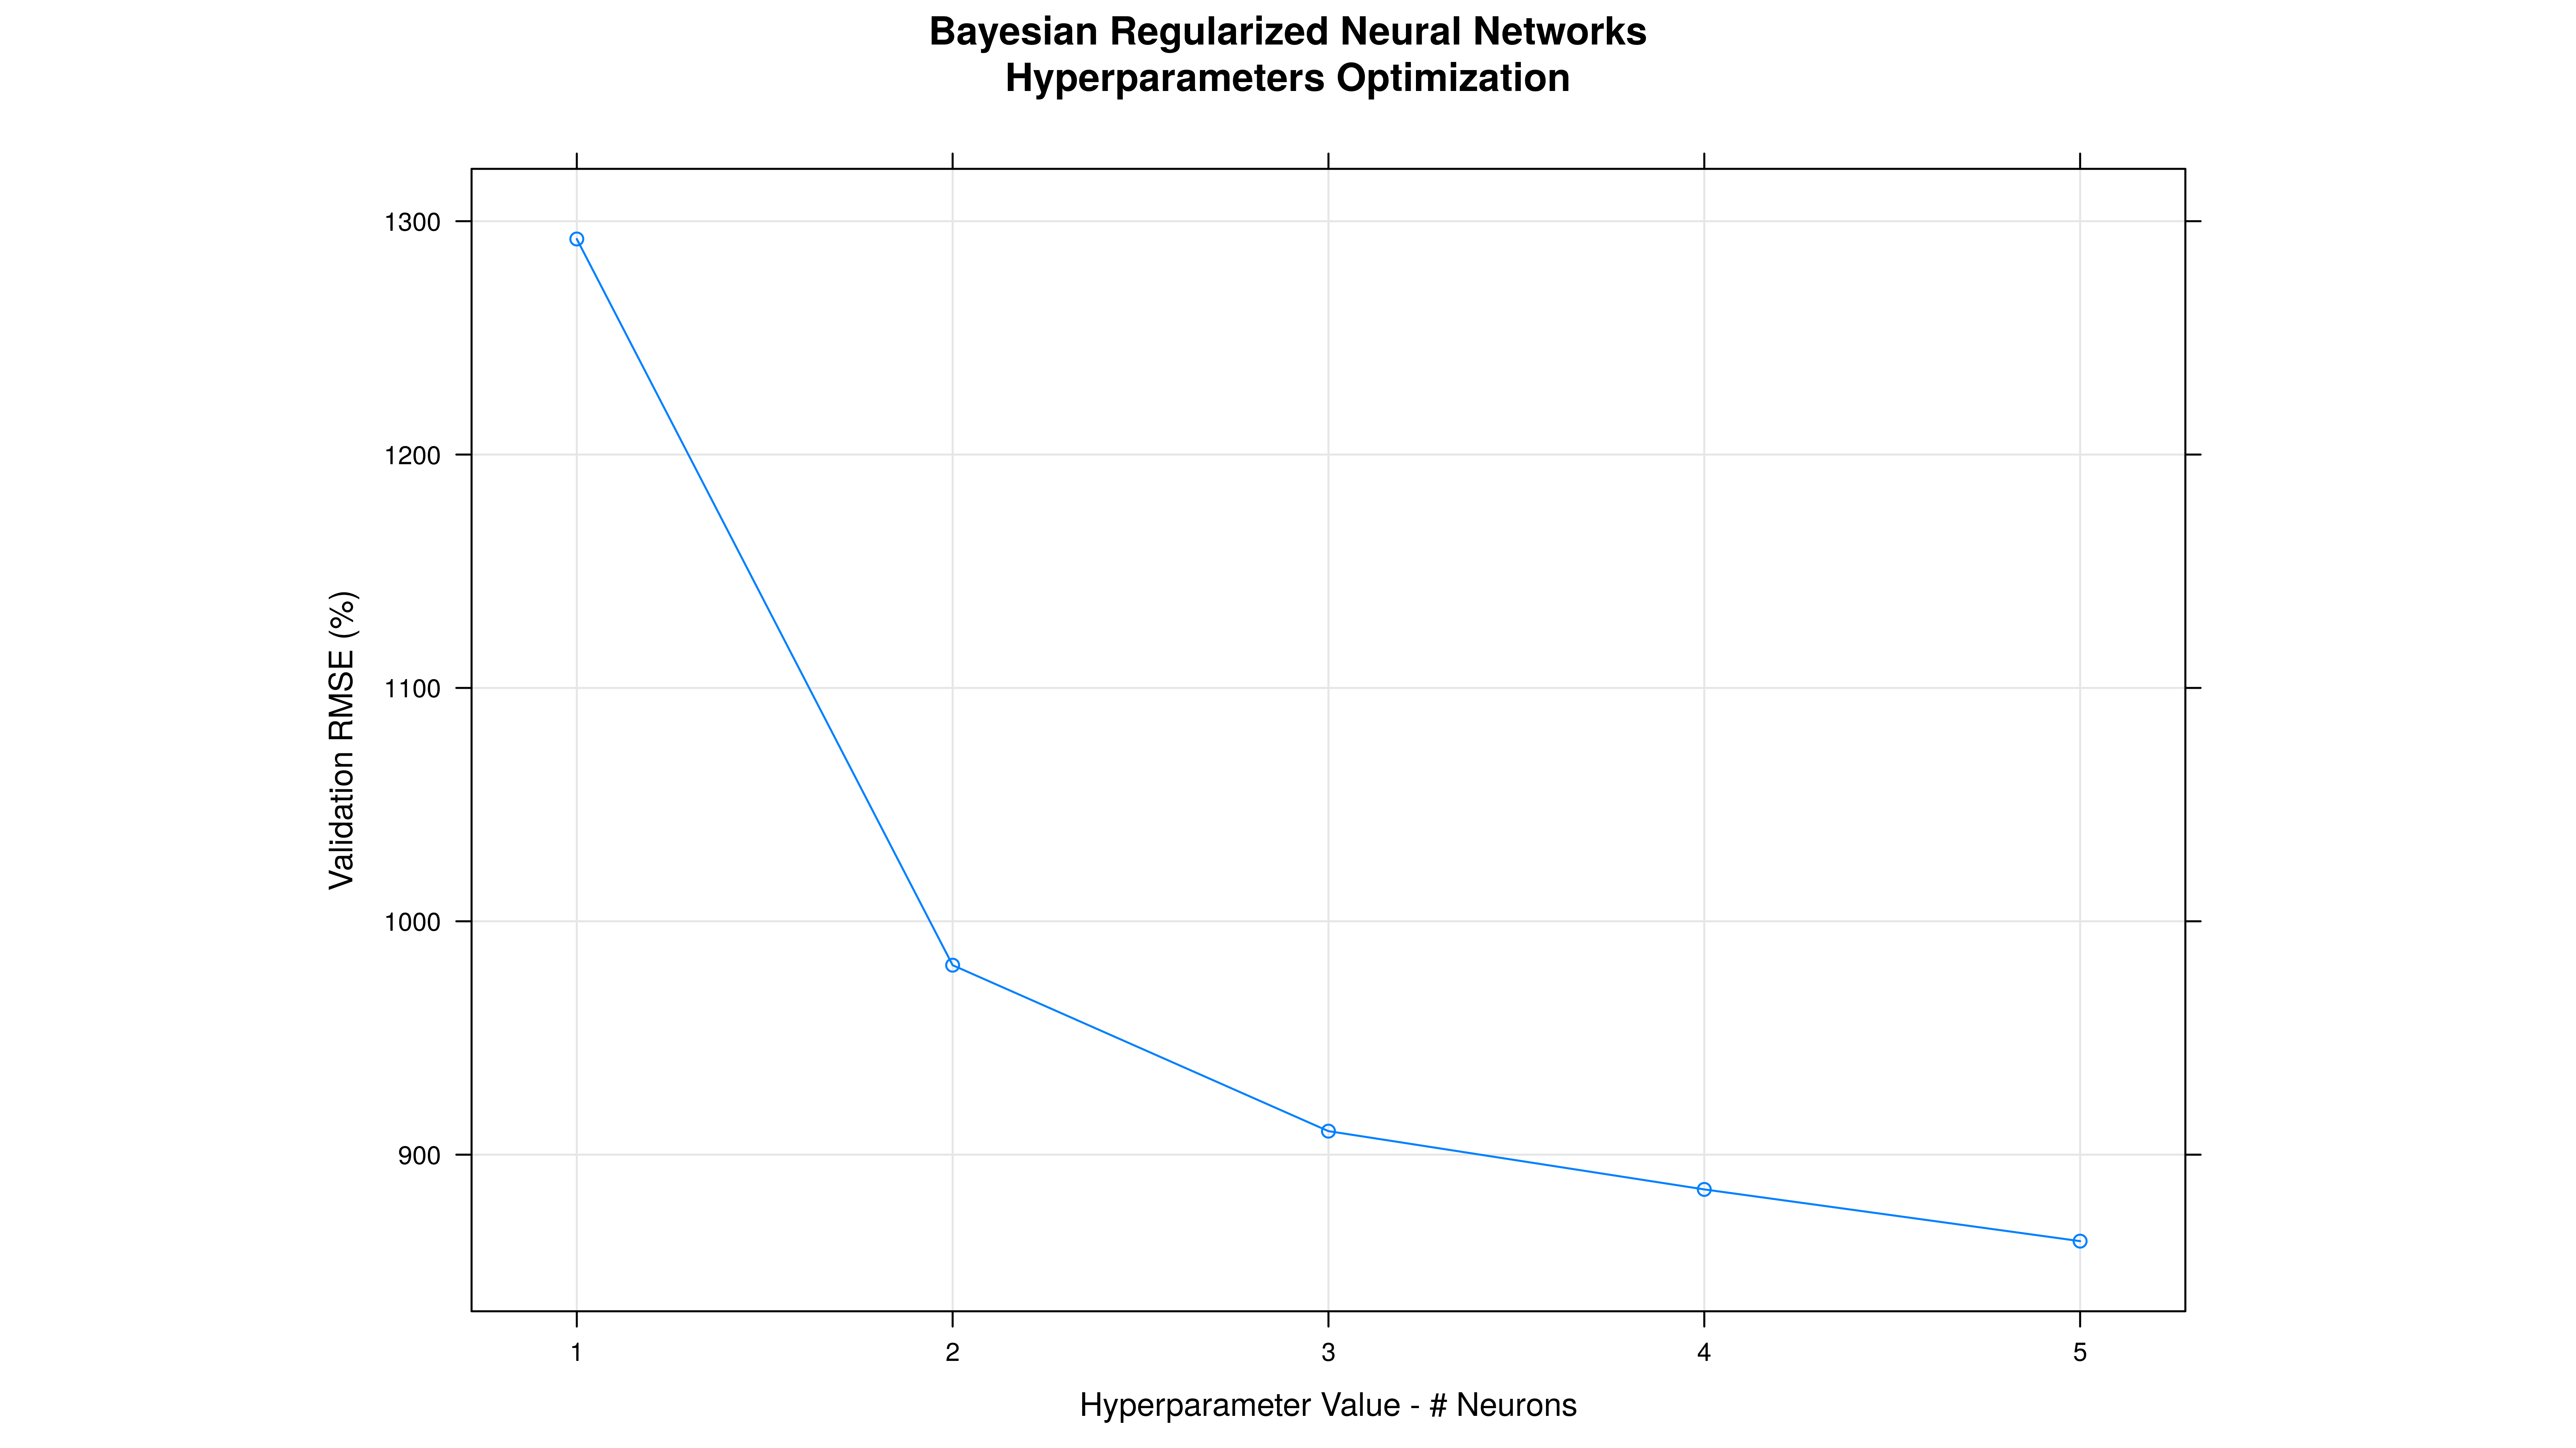 Bayesian Regularized Neural Networks
Hyperparameters Optimization
1300
1200
1100
1000
900
Validation RMSE (%)
1 2 3 4 5
Hyperparameter Value - # Neurons